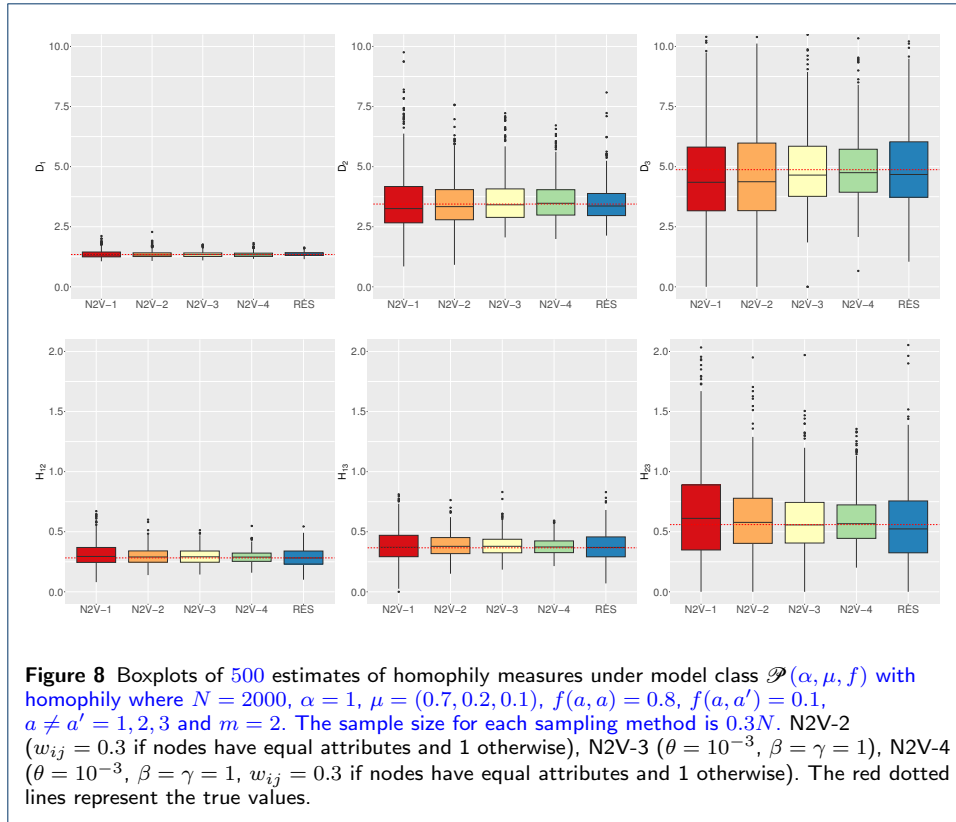 10.0
7.5
5.0
2.5
0.0
D₁
N2V−1 N2V−2 N2V−3 N2V−4 RES
10.0
7.5
5.0
2.5
0.0
D₂
N2V−1 N2V−2 N2V−3 N2V−4 RES
10.0
7.5
5.0
2.5
0.0
D₃
N2V−1 N2V−2 N2V−3 N2V−4 RES
2.0
1.5
1.0
0.5
0.0
H₁₂
N2V−1 N2V−2 N2V−3 N2V−4 RES
2.0
1.5
1.0
0.5
0.0
H₁₃
N2V−1 N2V−2 N2V−3 N2V−4 RES
2.0
1.5
1.0
0.5
0.0
H₂₃
N2V−1 N2V−2 N2V−3 N2V−4 RES
Figure 8 Boxplots of 500 estimates of homophily measures under model class 𝒫(α, μ, f) with
homophily where N = 2000, α = 1, μ = (0.7, 0.2, 0.1), f(a, a) = 0.8, f(a, a′) = 0.1,
a ≠ a′ = 1, 2, 3 and m = 2. The sample size for each sampling method is 0.3N. N2V-2
(wᵢⱼ = 0.3 if nodes have equal attributes and 1 otherwise), N2V-3 (θ = 10⁻³, β = γ = 1), N2V-4
(θ = 10⁻³, β = γ = 1, wᵢⱼ = 0.3 if nodes have equal attributes and 1 otherwise). The red dotted
lines represent the true values.